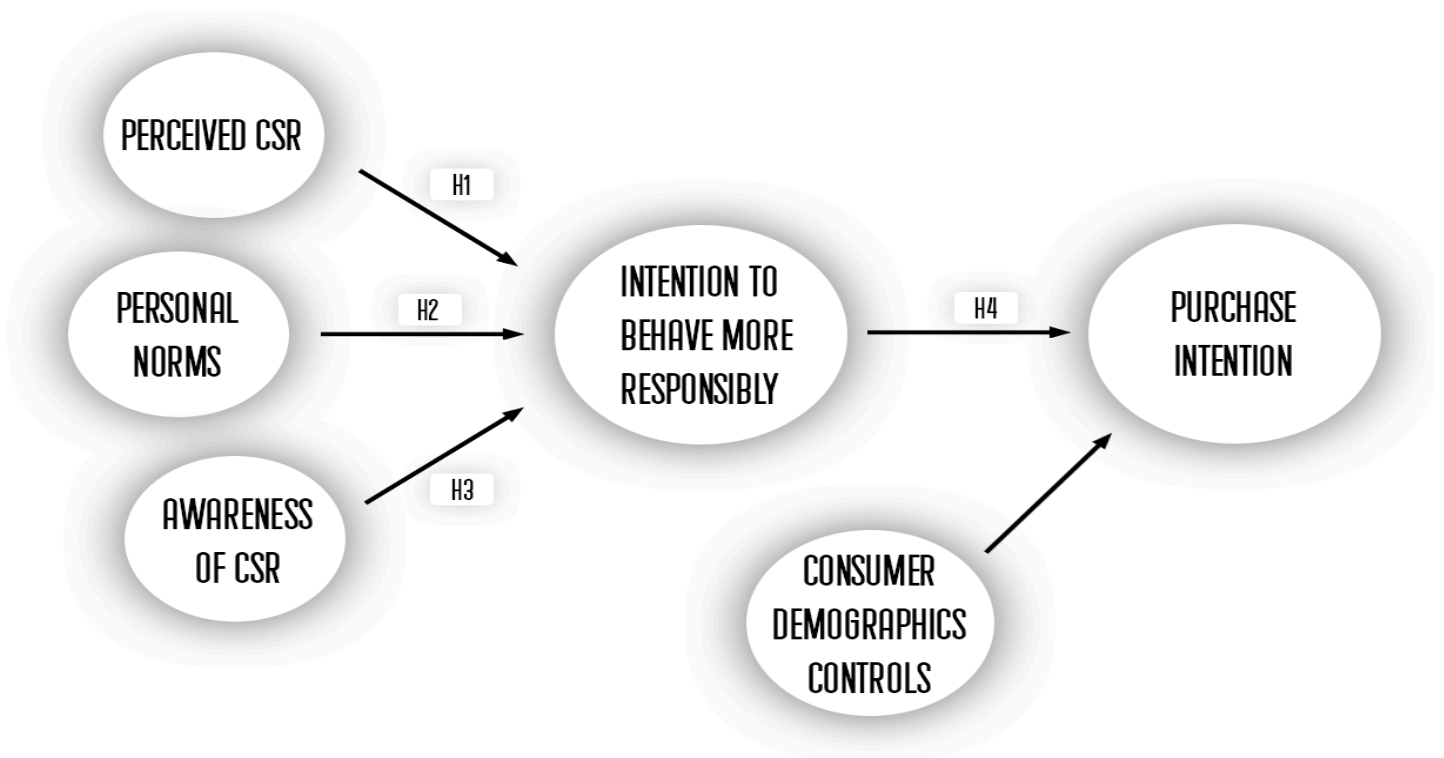 PERCEIVED CSR
H1
PERSONAL
NORMS
H2
AWARENESS
OF CSR
H3
INTENTION TO
BEHAVE MORE
RESPONSIBLY
H4
PURCHASE
INTENTION
CONSUMER
DEMOGRAPHICS
CONTROLS